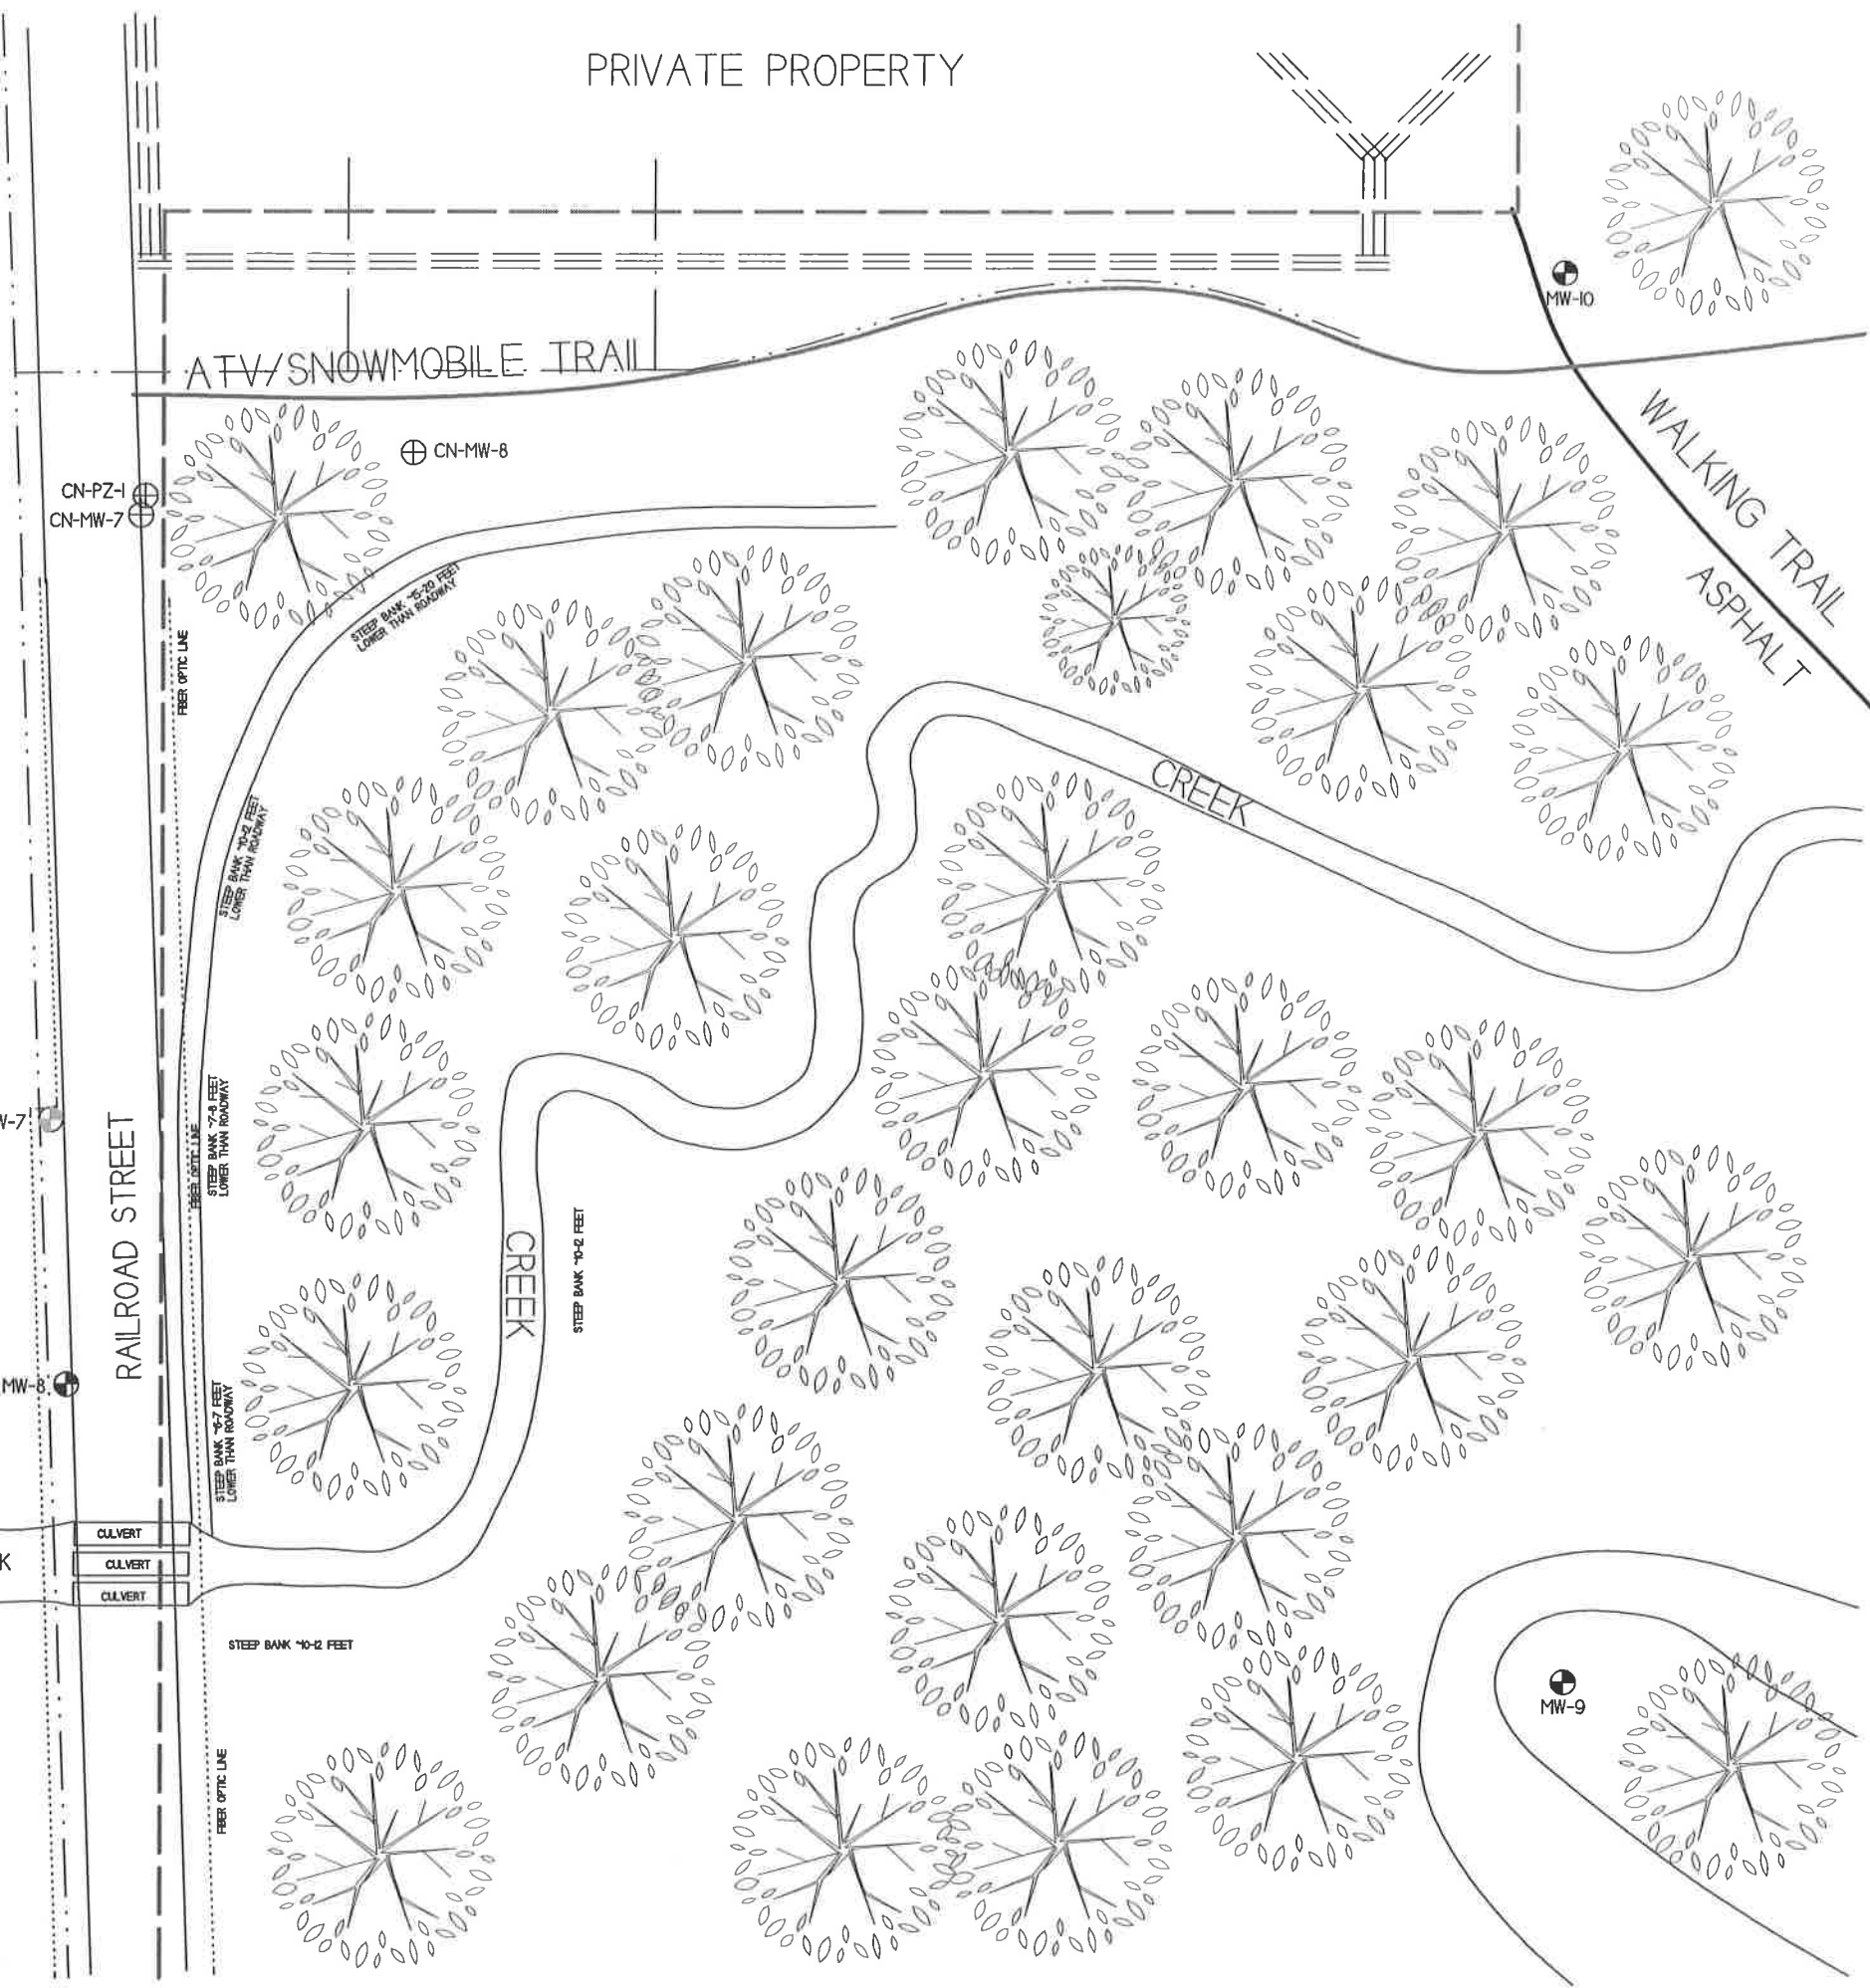 PRIVATE PROPERTY
MW-10
ATV/SNOWMOBILE TRAIL
WALKING TRAIL
ASPHALT
CN-MW-8
CN-PZ-1
CN-MW-7
STEEP BANK ~15-20 FEET
LOWER THAN ROADWAY
FIBER OPTIC LINE
CREEK
STEEP BANK ~10-12 FEET
LOWER THAN ROADWAY
STEEP BANK ~7-8 FEET
LOWER THAN ROADWAY
FIBER OPTIC LINE
W-7
RAILROAD STREET
CREEK
STEEP BANK ~10-12 FEET
MW-8
STEEP BANK ~6-7 FEET
LOWER THAN ROADWAY
CULVERT
CULVERT
K
CULVERT
STEEP BANK ~10-12 FEET
MW-9
FIBER OPTIC LINE